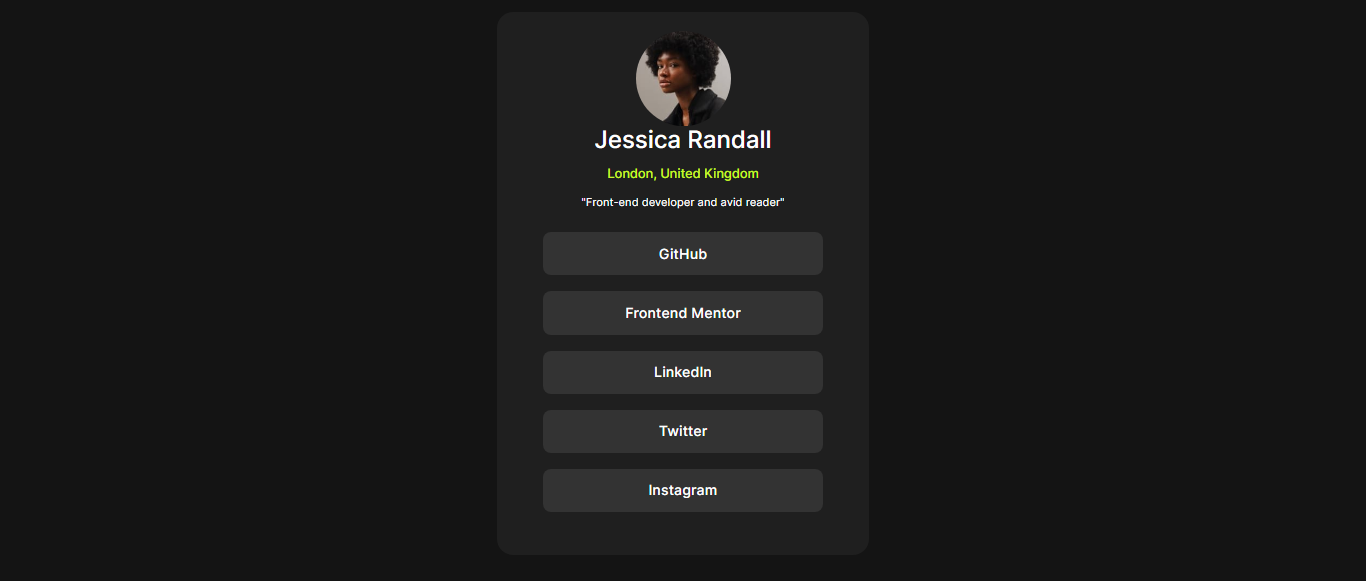 Jessica Randall
London, United Kingdom
"Front-end developer and avid reader"
GitHub
Frontend Mentor
LinkedIn
Twitter
Instagram